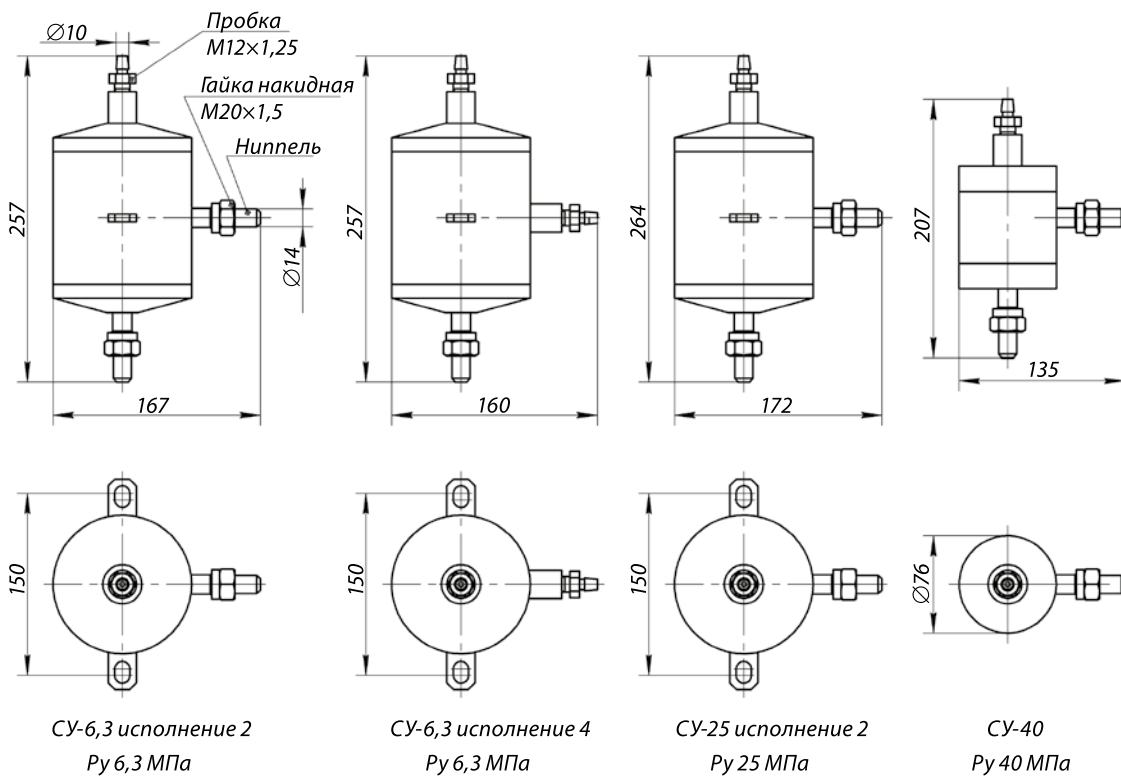 ∅10
Пробка
М12×1,25
Гайка накидная
М20×1,5
Ниппель
257
∅14
167
257
160
264
172
207
135
150
150
150
∅76
СУ-6,3 исполнение 2
Ру 6,3 МПа
СУ-6,3 исполнение 4
Ру 6,3 МПа
СУ-25 исполнение 2
Ру 25 МПа
СУ-40
Ру 40 МПа